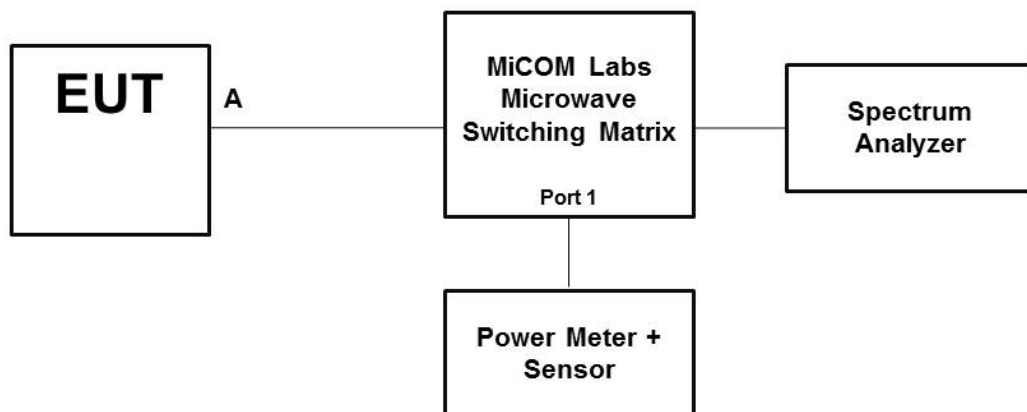 EUT
A
MiCOM Labs
Microwave
Switching Matrix
Port 1
Spectrum
Analyzer
Power Meter +
Sensor